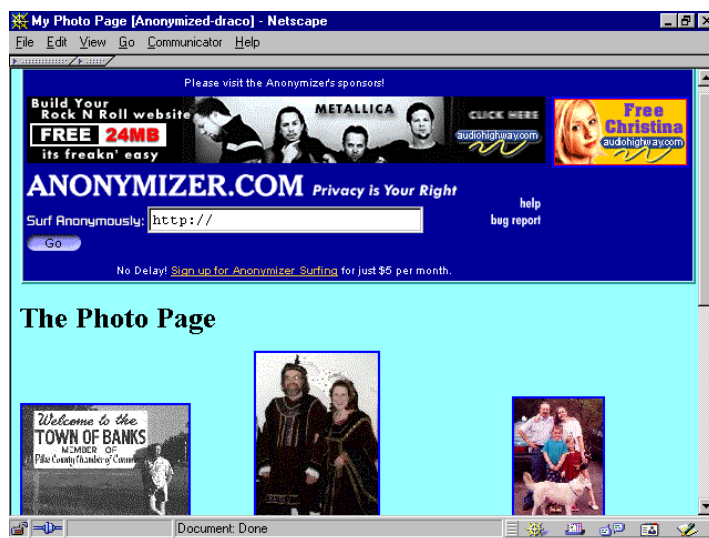 My Photo Page [Anonymized-draco] - Netscape
File Edit View Go Communicator Help
Please visit the Anonymizer's sponsors!
Build Your
Rock N Roll website
FREE 24MB
its freakn' easy
METALLICA
CLICK HERE
audiohighway.com
Free
Christina
audiohighway.com
ANONYMIZER.COM Privacy is Your Right
help
Surf Anonymously: http://
bug report
Go
No Delay! Sign up for Anonymizer Surfing for just $5 per month.
The Photo Page
Welcome to the
TOWN OF BANKS
MEMBER OF
Pike County Chamber of
Document: Done